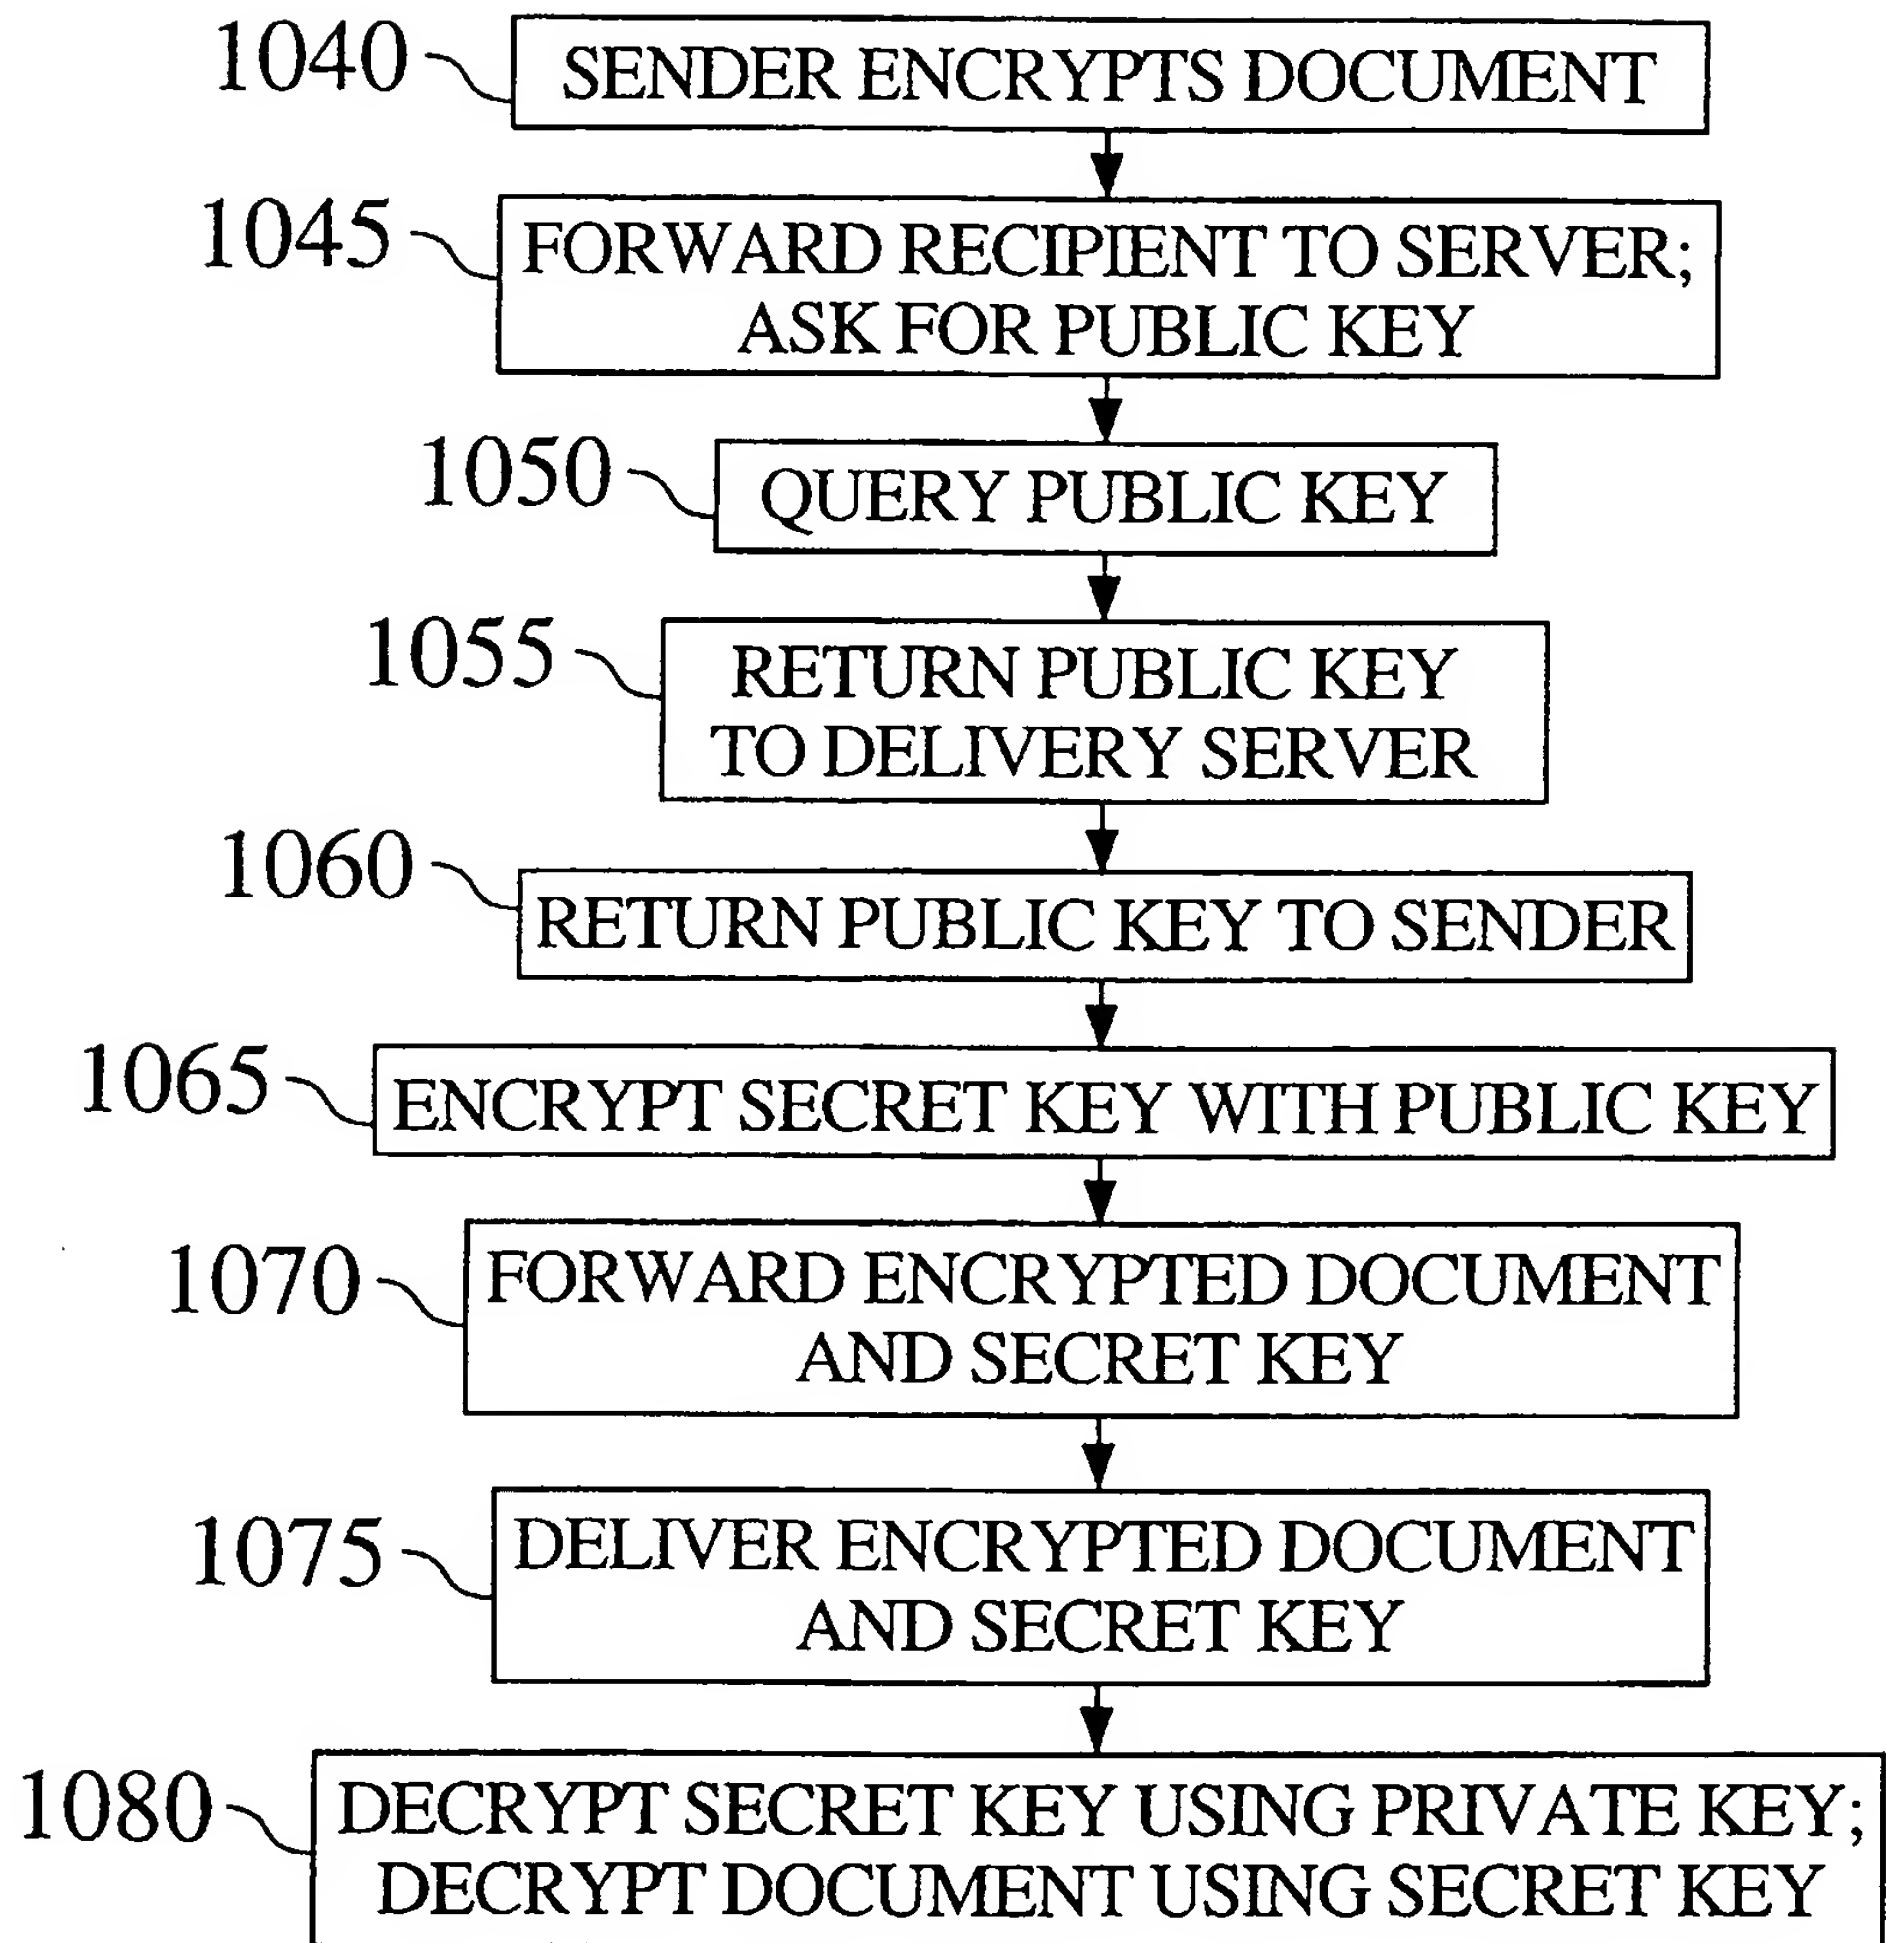 1040 SENDER ENCRYPTS DOCUMENT
1045 FORWARD RECIPIENT TO SERVER;
ASK FOR PUBLIC KEY
1050 QUERY PUBLIC KEY
1055 RETURN PUBLIC KEY
TO DELIVERY SERVER
1060 RETURN PUBLIC KEY TO SENDER
1065 ENCRYPT SECRET KEY WITH PUBLIC KEY
1070 FORWARD ENCRYPTED DOCUMENT
AND SECRET KEY
1075 DELIVER ENCRYPTED DOCUMENT
AND SECRET KEY
1080 DECRYPT SECRET KEY USING PRIVATE KEY;
DECRYPT DOCUMENT USING SECRET KEY